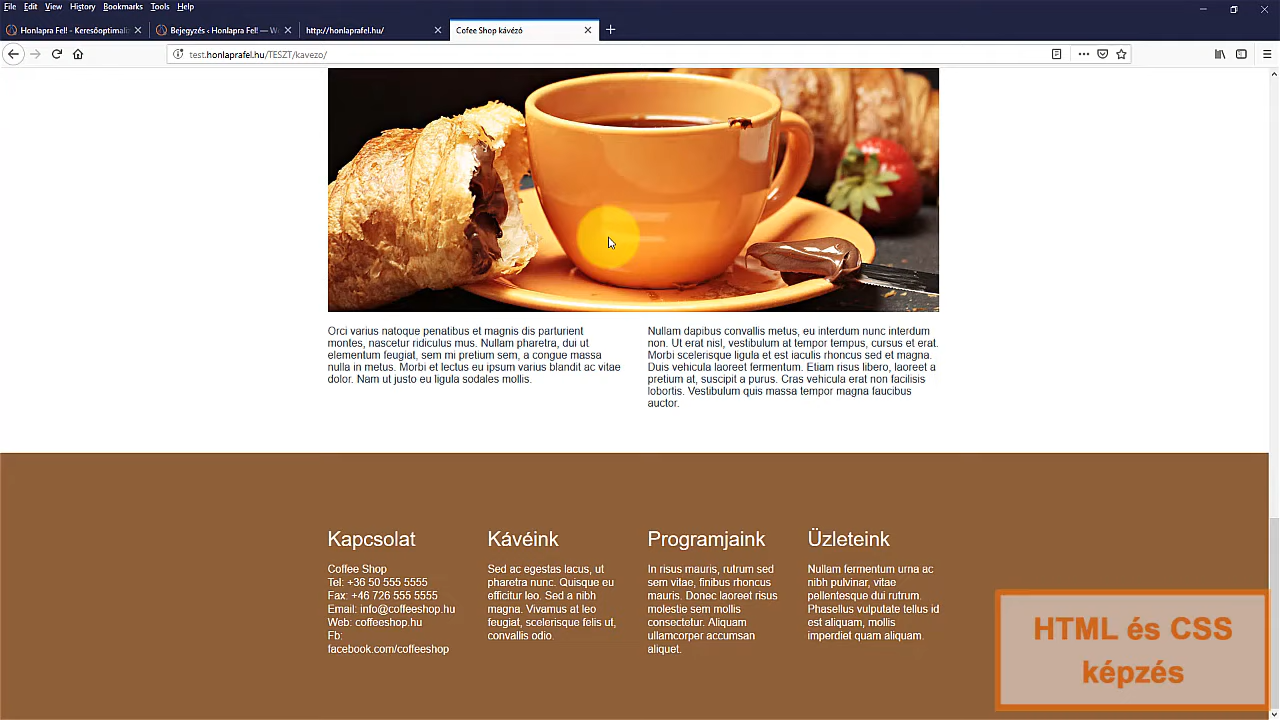 File Edit View History Bookmarks Tools Help
Honlapra Fel! - Keresőoptimali
Bejegyzés ‹ Honlapra Fel! — W
http://honlaprafel.hu/
Cofee Shop kávézó
test.honlaprafel.hu/TESZT/kavezo/
Orci varius natoque penatibus et magnis dis parturient
montes, nascetur ridiculus mus. Nullam pharetra, dui ut
elementum feugiat, sem mi pretium sem, a congue massa
nulla in metus. Morbi et lectus eu ipsum varius blandit ac vitae
dolor. Nam ut justo eu ligula sodales mollis.
Nullam dapibus convallis metus, eu interdum nunc interdum
non. Ut erat nisl, vestibulum at tempor tempus, cursus et erat.
Morbi scelerisque ligula et est iaculis rhoncus sed et magna.
Duis vehicula laoreet fermentum. Etiam risus libero, laoreet a
pretium at, suscipit a purus. Cras vehicula erat non facilisis
lobortis. Vestibulum quis massa tempor magna faucibus
auctor.
Kapcsolat
Coffee Shop
Tel: +36 50 555 5555
Fax: +46 726 555 5555
Email: info@coffeeshop.hu
Web: coffeeshop.hu
Fb:
facebook.com/coffeeshop
Kávéink
Sed ac egestas lacus, ut
pharetra nunc. Quisque eu
efficitur leo. Sed a nibh
magna. Vivamus at leo
feugiat, scelerisque felis ut,
convallis odio.
Programjaink
In risus mauris, rutrum sed
sem vitae, finibus rhoncus
mauris. Donec laoreet risus
molestie sem mollis
consectetur. Aliquam
ullamcorper accumsan
aliquet.
Üzleteink
Nullam fermentum urna ac
nibh pulvinar, vitae
pellentesque dui rutrum.
Phasellus vulputate tellus id
est aliquam, mollis
imperdiet quam aliquam.
HTML és CSS
képzés